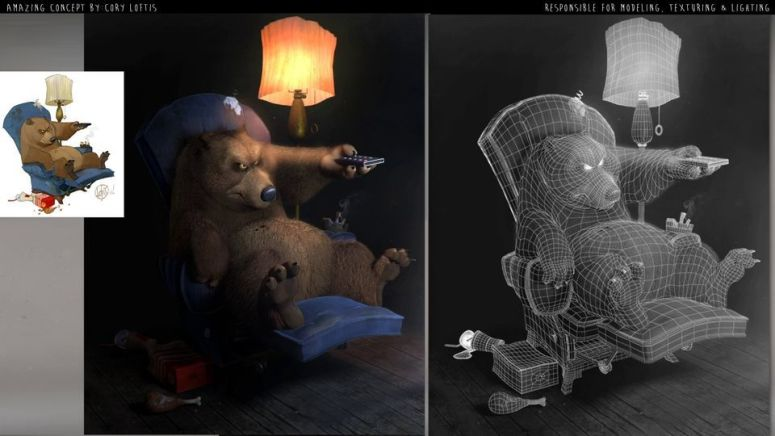 AMAZING CONCEPT BY CORY LOFTIS
RESPONSIBLE FOR MODELING, TEXTURING & LIGHTING